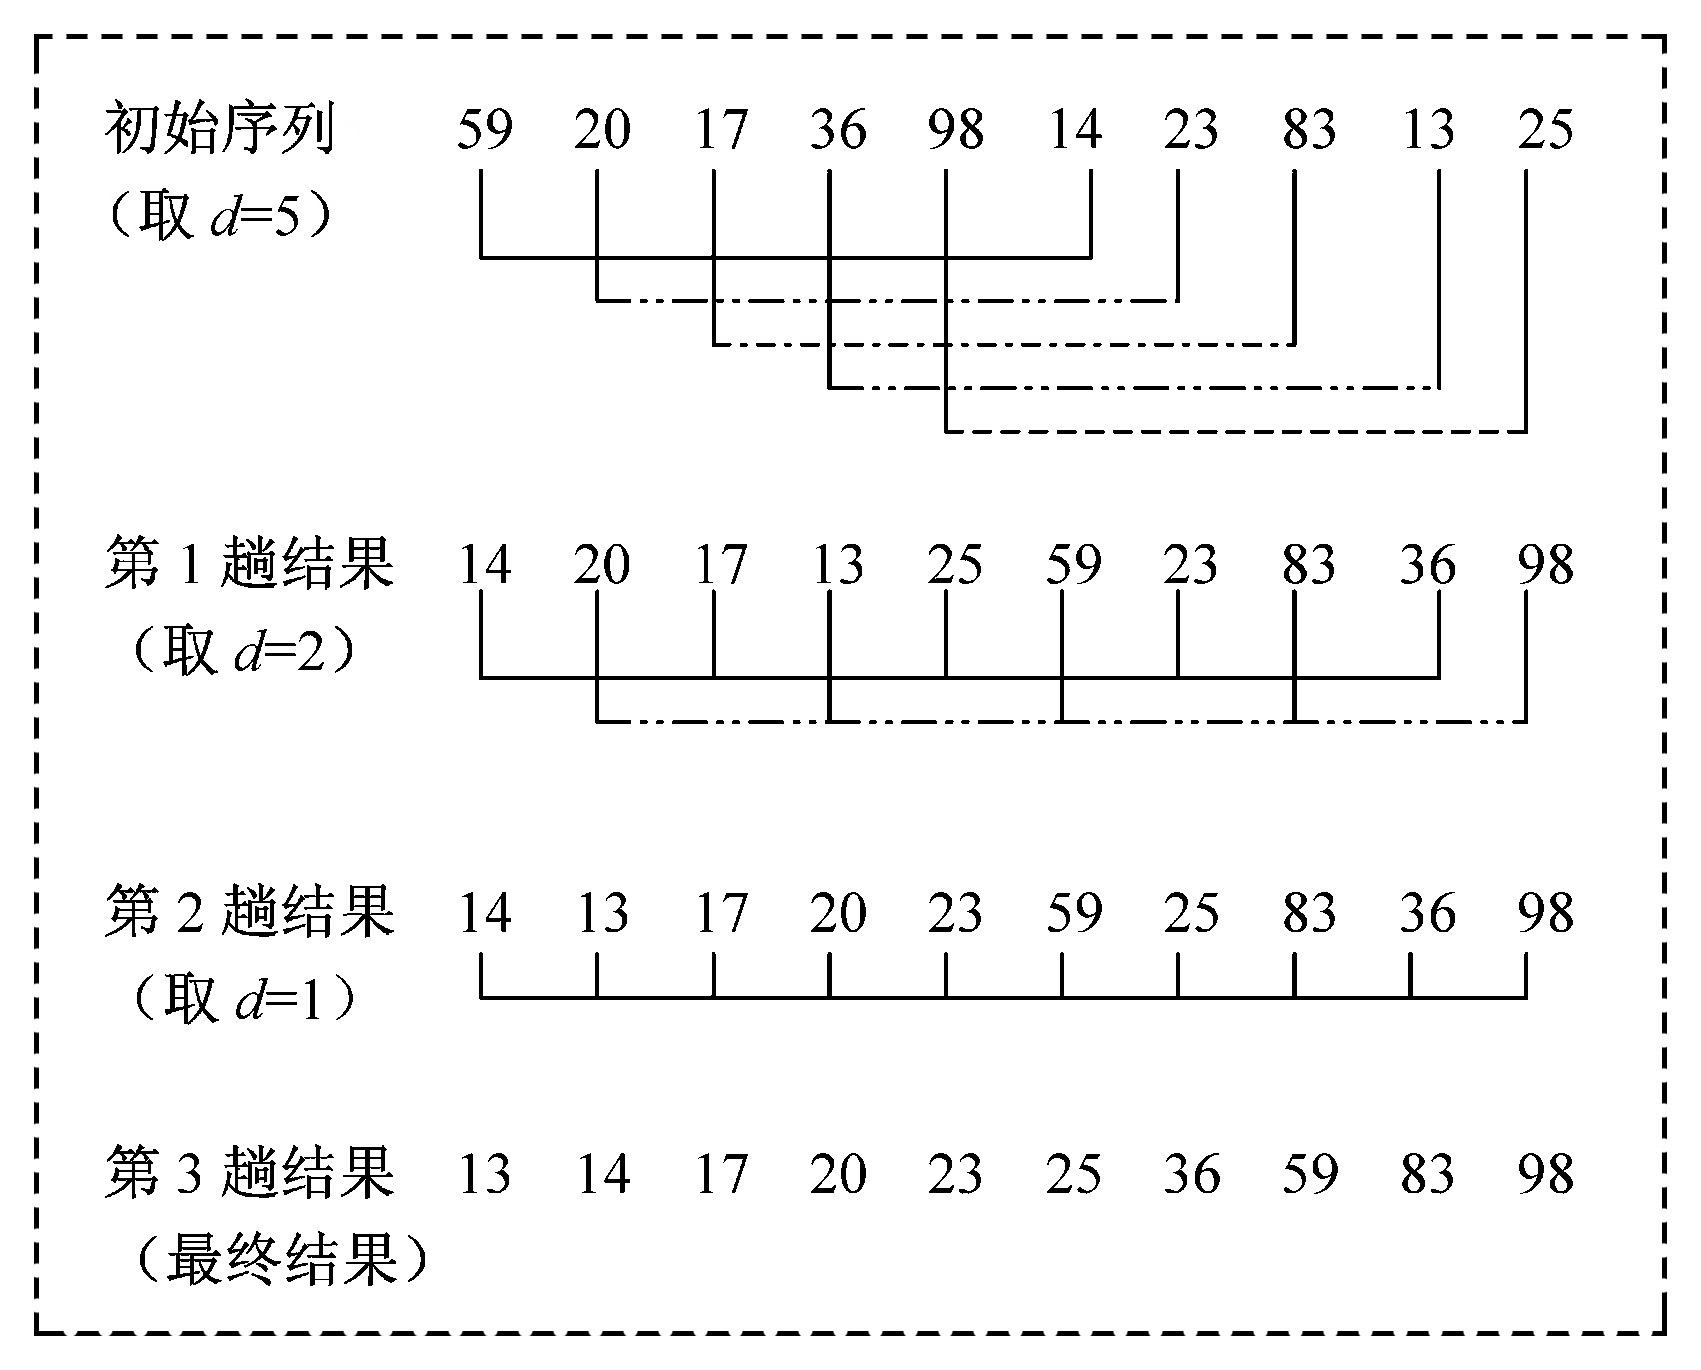 初始序列 59 20 17 36 98 14 23 83 13 25
（取 d=5）
第 1 趟结果 14 20 17 13 25 59 23 83 36 98
（取 d=2）
第 2 趟结果 14 13 17 20 23 59 25 83 36 98
（取 d=1）
第 3 趟结果 13 14 17 20 23 25 36 59 83 98
（最终结果）